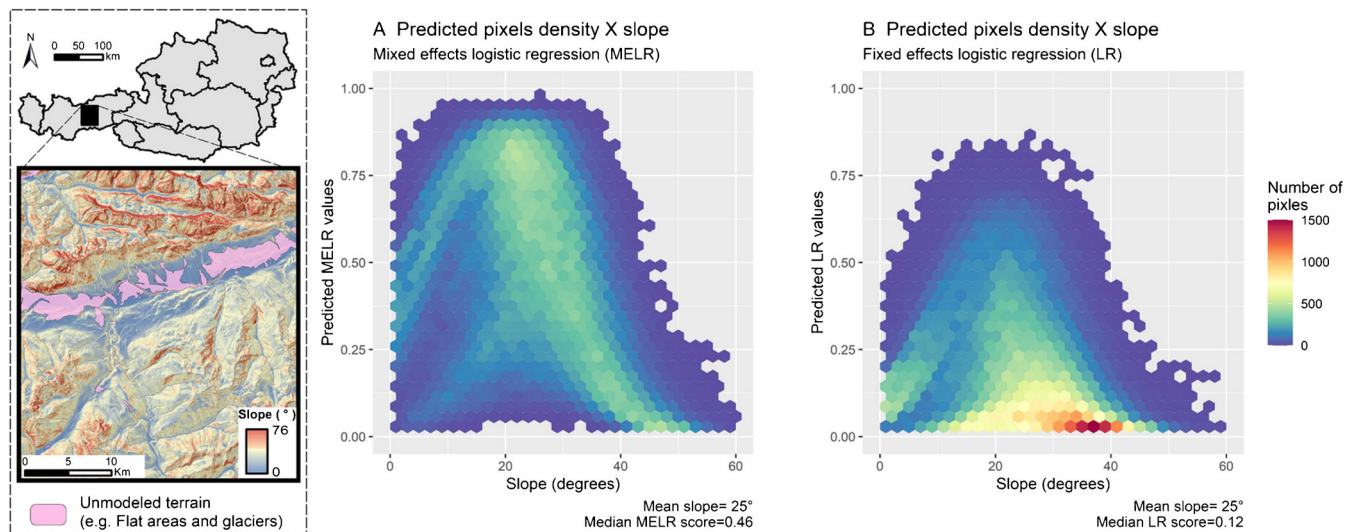 N
0 50 100
km
Slope ( ° )
76
0
0 5 10
Km
Unmodeled terrain
(e.g. Flat areas and glaciers)
A Predicted pixels density X slope
Mixed effects logistic regression (MELR)
Predicted MELR values
1.00
0.75
0.50
0.25
0.00
0 20 40 60
Slope (degrees)
Mean slope= 25°
Median MELR score=0.46
B Predicted pixels density X slope
Fixed effects logistic regression (LR)
Predicted LR values
1.00
0.75
0.50
0.25
0.00
0 20 40 60
Slope (degrees)
Mean slope= 25°
Median LR score=0.12
Number of
pixles
1500
1000
500
0